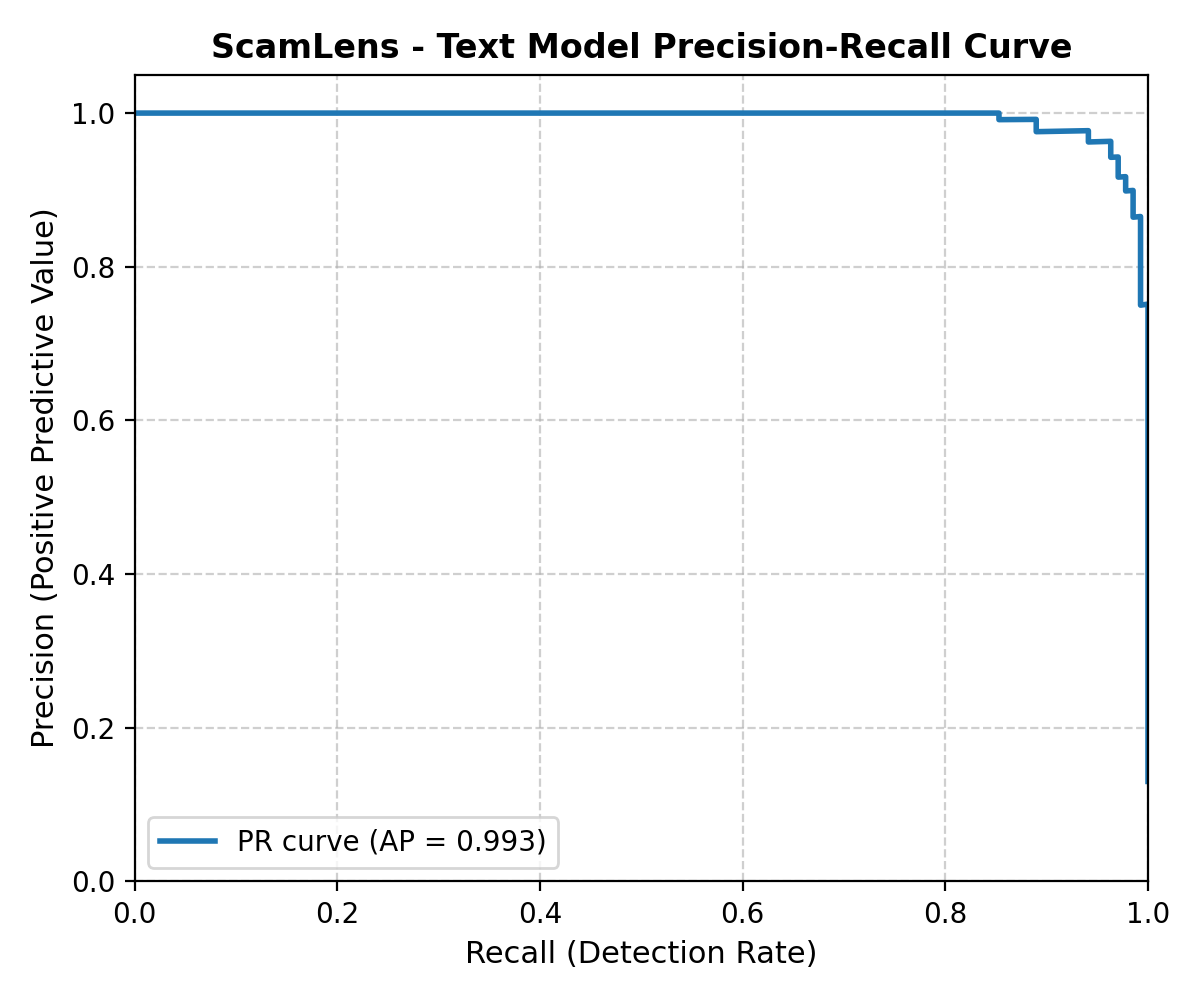 ScamLens - Text Model Precision-Recall Curve
Precision (Positive Predictive Value)
1.0
0.8
0.6
0.4
0.2
0.0
PR curve (AP = 0.993)
0.0 0.2 0.4 0.6 0.8 1.0
Recall (Detection Rate)